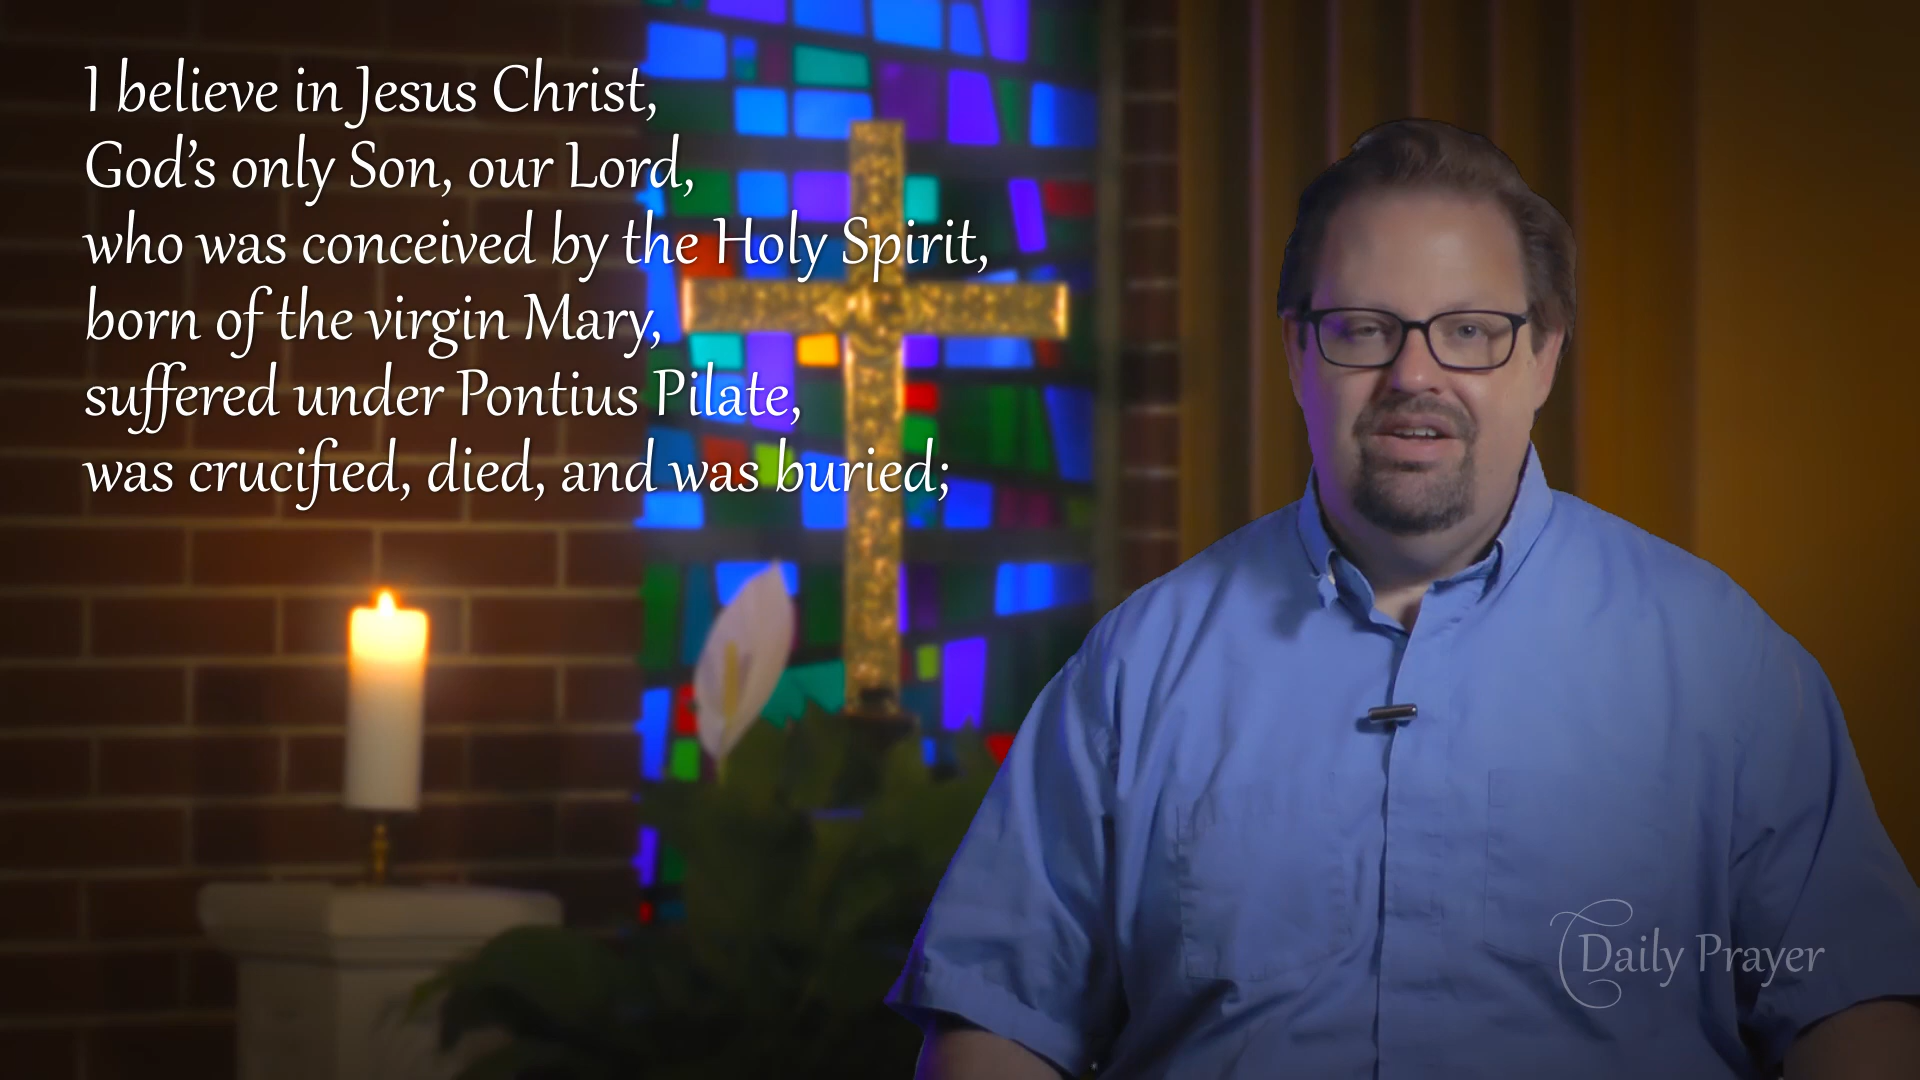 I believe in Jesus Christ,
God’s only Son, our Lord,
who was conceived by the Holy Spirit,
born of the virgin Mary,
suffered under Pontius Pilate,
was crucified, died, and was buried;
Daily Prayer